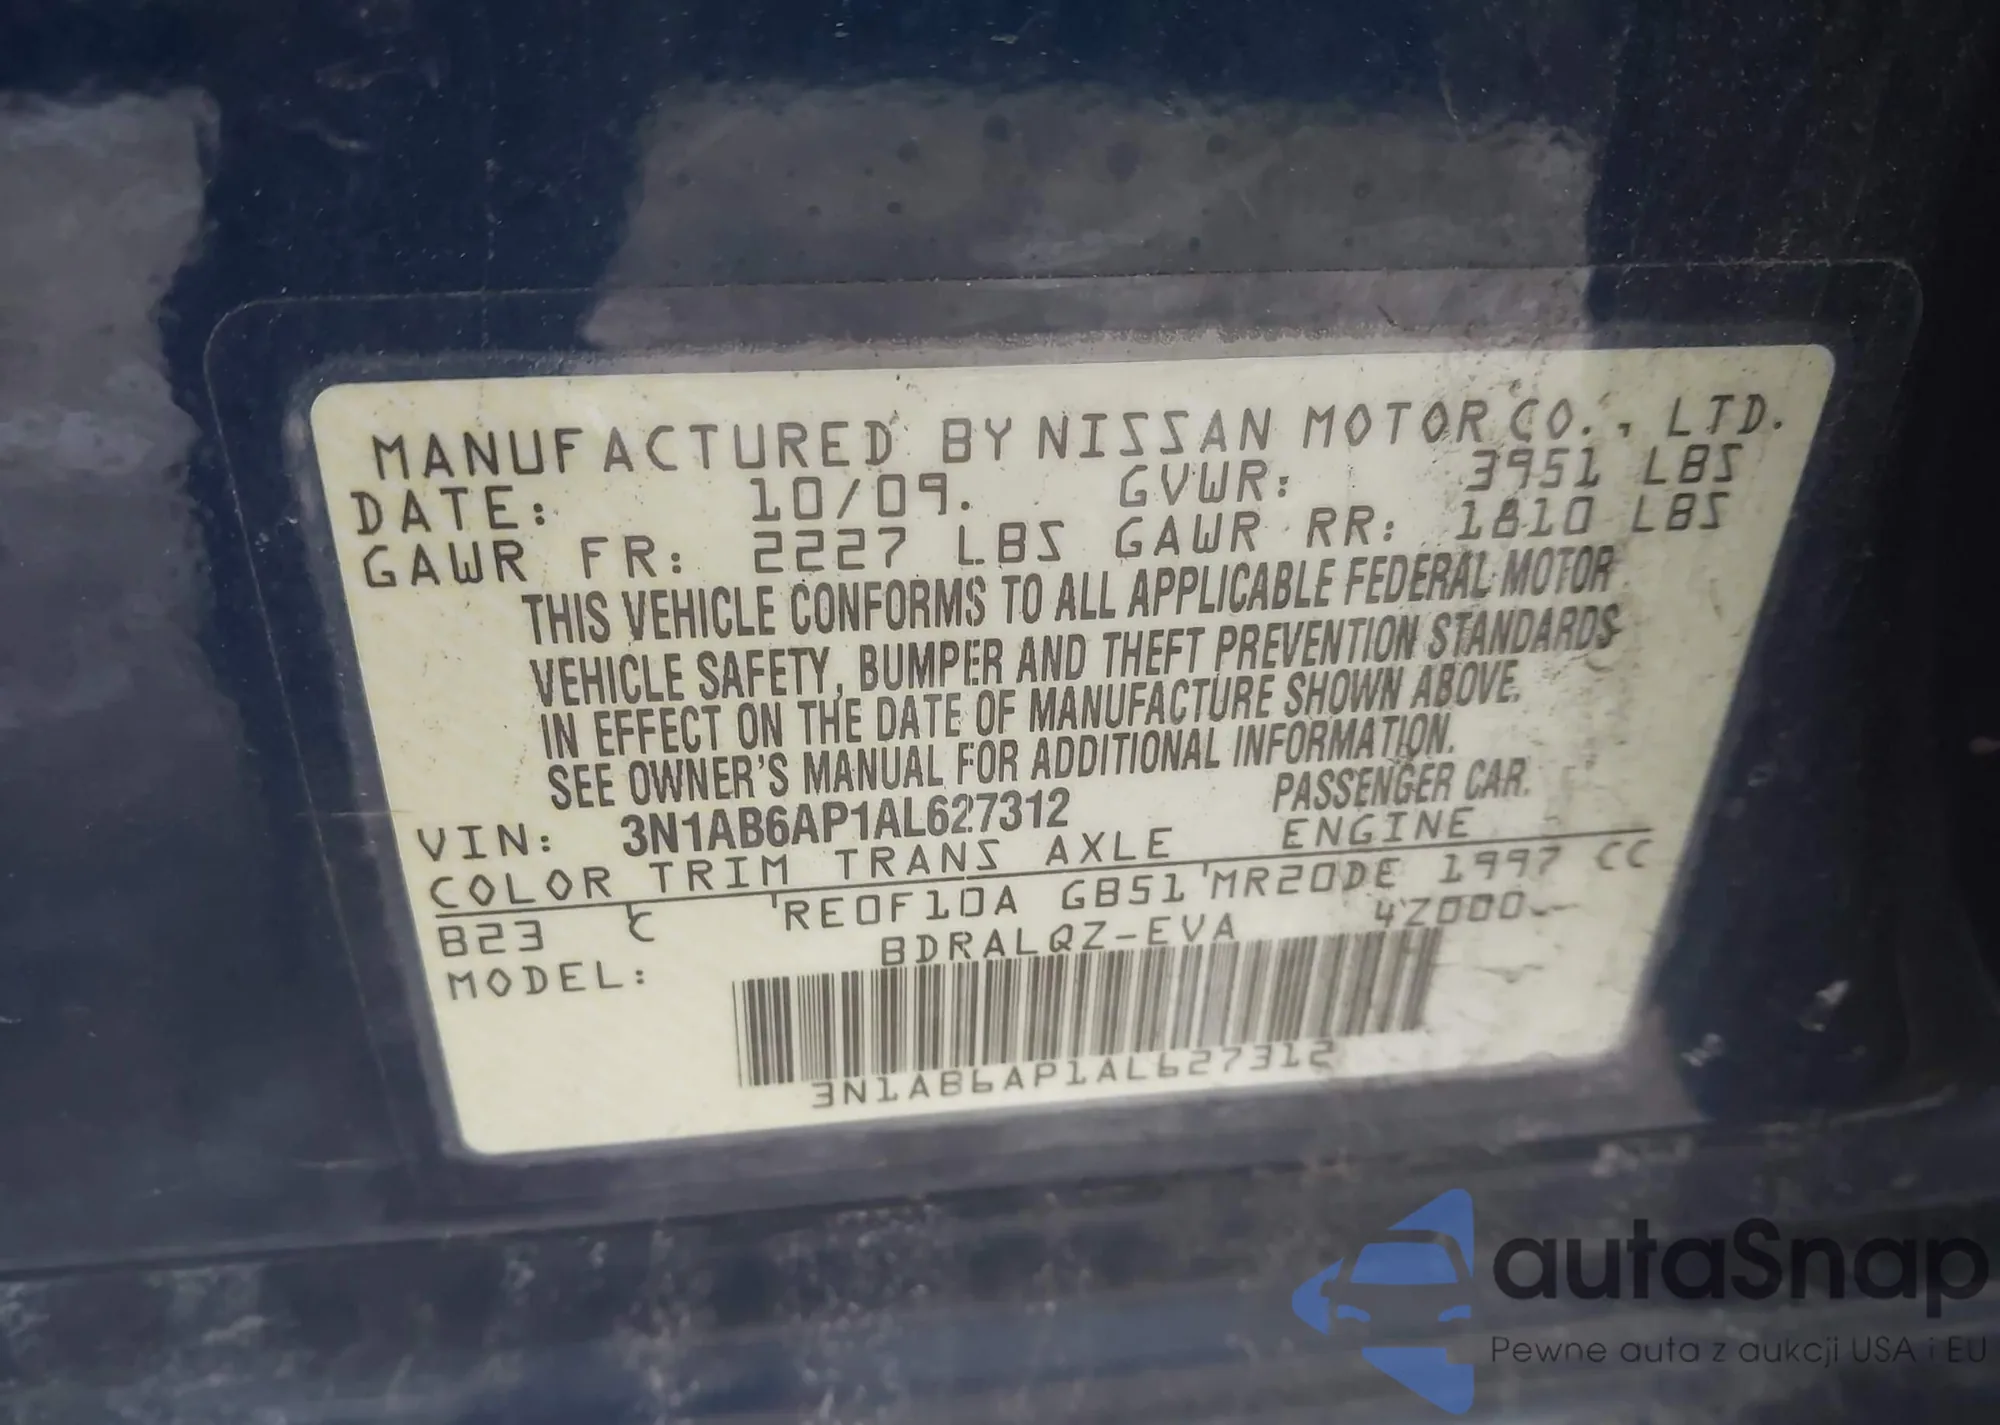 MANUFACTURED BY NISSAN MOTOR CO., LTD.
DATE: 10/09. GVWR: 3951 LBS
GAWR FR: 2227 LBS GAWR RR: 1810 LBS
THIS VEHICLE CONFORMS TO ALL APPLICABLE FEDERAL MOTOR
VEHICLE SAFETY, BUMPER AND THEFT PREVENTION STANDARDS
IN EFFECT ON THE DATE OF MANUFACTURE SHOWN ABOVE.
SEE OWNER'S MANUAL FOR ADDITIONAL INFORMATION.
VIN: 3N1AB6AP1AL627312 PASSENGER CAR.
COLOR TRIM TRANS AXLE ENGINE
B23 C RE0F10A GB51 MR20DE 1997 CC
MODEL: BDRALQZ-EVA 42000
3N1AB6AP1AL627312
autaSnap
Pewne auta z aukcji USA i EU